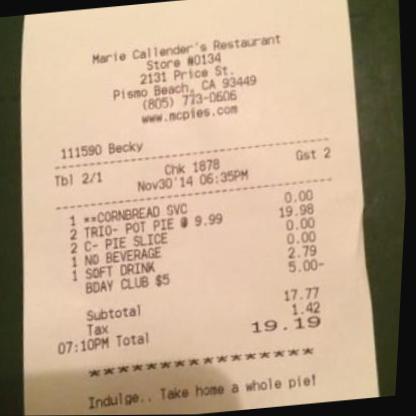 Marie Callender's Restaurant
Store #0134
2131 Price St.
Pismo Beach, CA 93449
(805) 773-0606
www.mcpies.com
111590 Becky
Tbl 2/1 Chk 1878 Gst 2
Nov30'14 06:35PM
1 **CORNBREAD SVC 0.00
2 TRIO- POT PIE @ 9.99 19.98
2 C- PIE SLICE 0.00
1 NO BEVERAGE 0.00
1 SOFT DRINK 2.79
BDAY CLUB $5 5.00-
Subtotal 17.77
Tax 1.42
07:10PM Total 19.19
****************
Indulge.. Take home a whole pie!